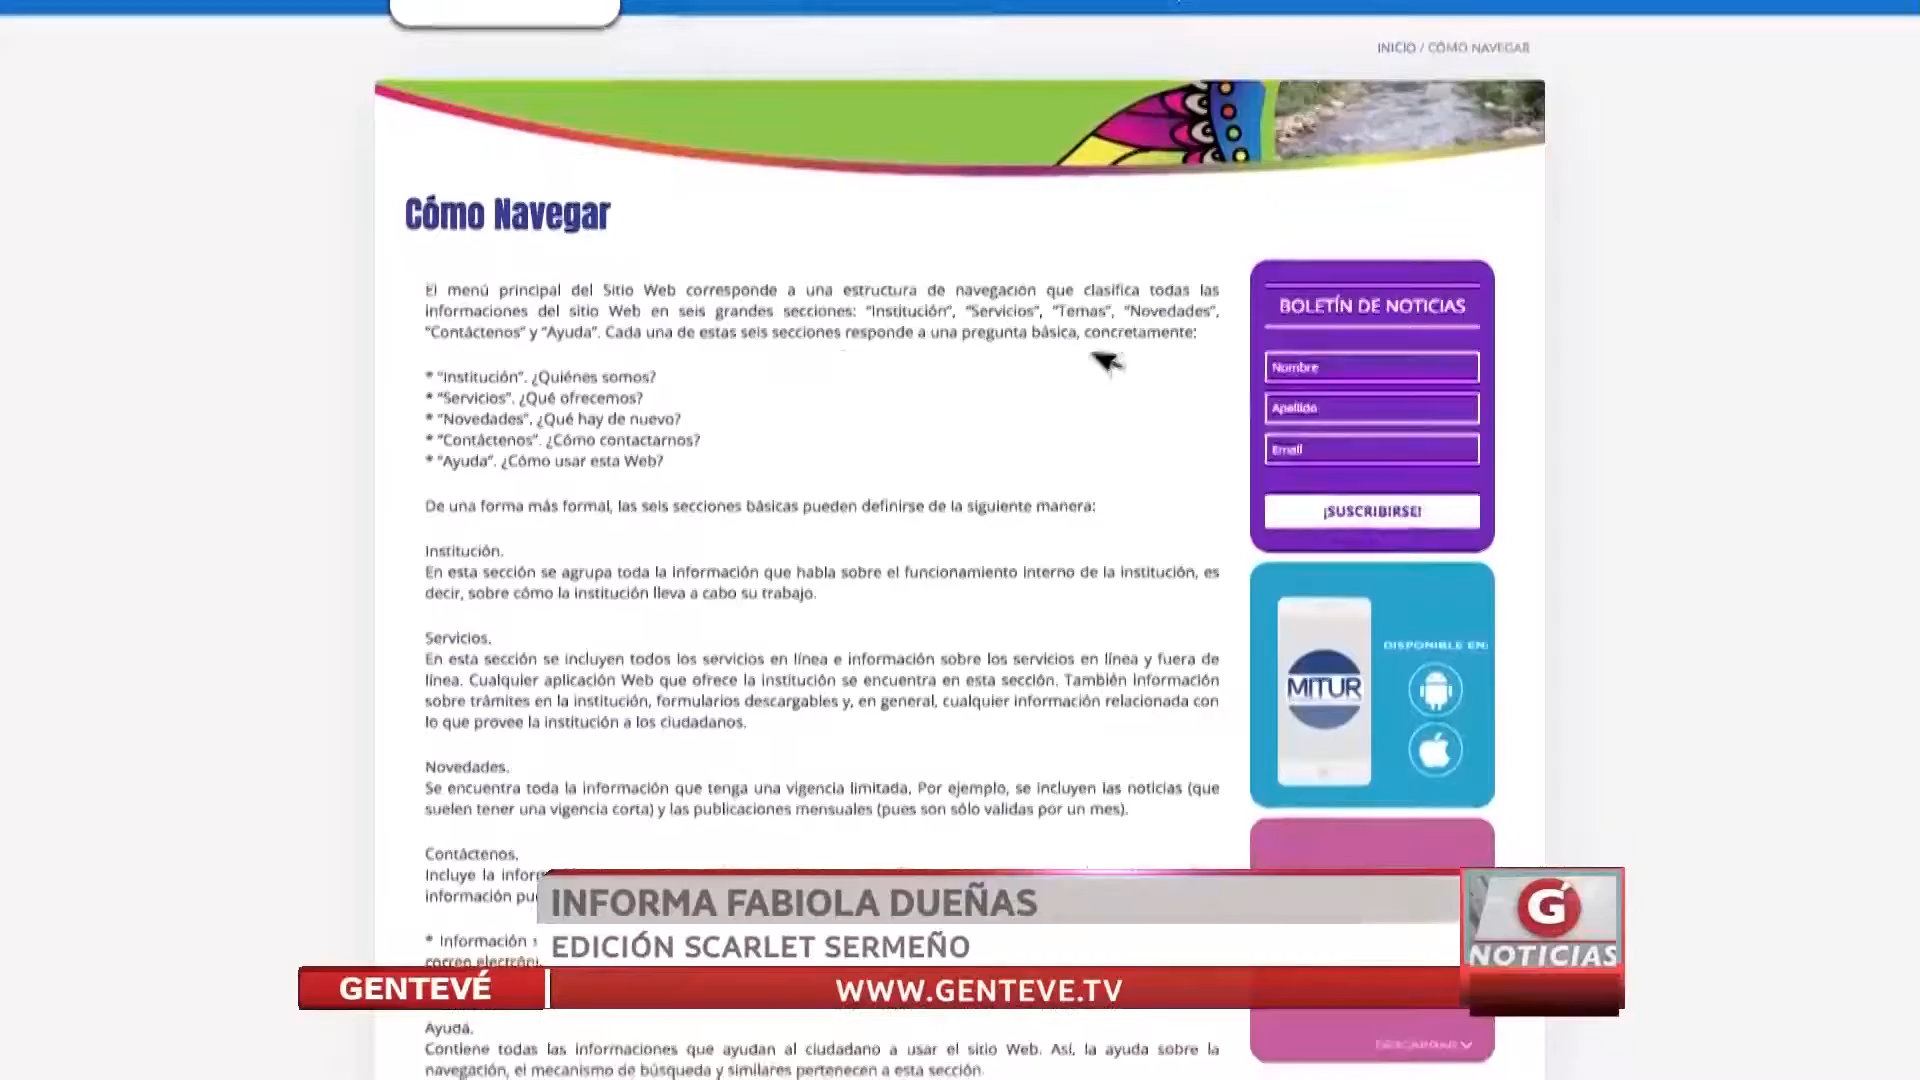 INICIO / CÓMO NAVEGAR
Cómo Navegar
El menú principal del Sitio Web corresponde a una estructura de navegación que clasifica todas las
informaciones del sitio Web en seis grandes secciones: “Institución”, “Servicios”, “Temas”, “Novedades”,
“Contáctenos” y “Ayuda”. Cada una de estas seis secciones responde a una pregunta básica, concretamente:
* “Institución”. ¿Quiénes somos?
* “Servicios”. ¿Qué ofrecemos?
* “Novedades”. ¿Qué hay de nuevo?
* “Contáctenos”. ¿Cómo contactarnos?
* “Ayuda”. ¿Cómo usar esta Web?
De una forma más formal, las seis secciones básicas pueden definirse de la siguiente manera:
Institución.
En esta sección se agrupa toda la información que habla sobre el funcionamiento interno de la institución, es
decir, sobre cómo la institución lleva a cabo su trabajo.
Servicios.
En esta sección se incluyen todos los servicios en línea e información sobre los servicios en línea y fuera de
línea. Cualquier aplicación Web que ofrece la institución se encuentra en esta sección. También información
sobre trámites en la institución, formularios descargables y, en general, cualquier información relacionada con
lo que provee la institución a los ciudadanos.
Novedades.
Se encuentra toda la información que tenga una vigencia limitada. Por ejemplo, se incluyen las noticias (que
suelen tener una vigencia corta) y las publicaciones mensuales (pues son sólo validas por un mes).
Contáctenos.
Incluye la infor
información pu
* Información
correo electróni
Ayuda.
Contiene todas las informaciones que ayudan al ciudadano a usar el sitio Web. Así, la ayuda sobre la
navegación, el mecanismo de búsqueda y similares pertenecen a esta sección.
BOLETÍN DE NOTICIAS
Nombre
Apellido
Email
¡SUSCRIBIRSE!
DISPONIBLE EN:
MITUR
DESCARGAR
INFORMA FABIOLA DUEÑAS
EDICIÓN SCARLET SERMEÑO
GENTEVÉ
WWW.GENTEVE.TV
G
NOTICIAS